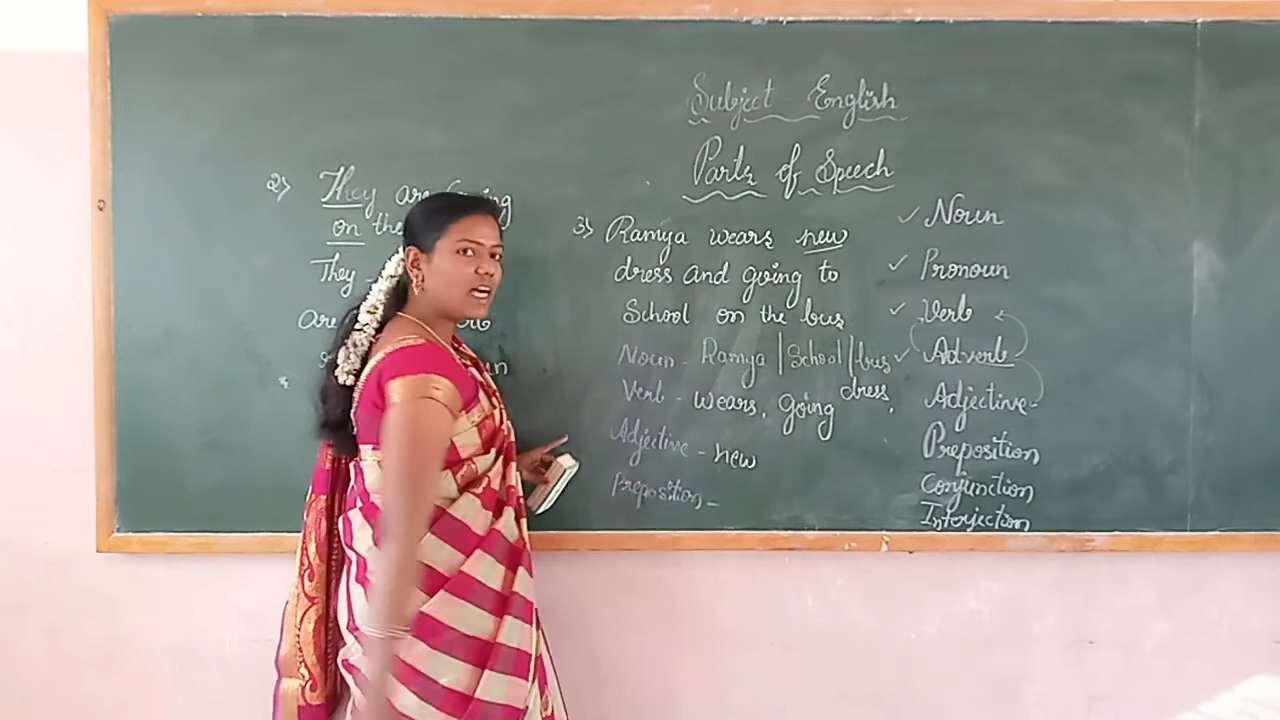 Subject English
Parts of Speech
2) They are
on the
They -
are
3) Ramya wears new
dress and going to
School on the bus
Noun - Ramya | School | bus
dress,
Verb - wears, going
Adjective - new
Preposition -
✓ Noun
✓ Pronoun
✓ Verb
✓ Adverb
Adjective -
Preposition
Conjunction
Interjection